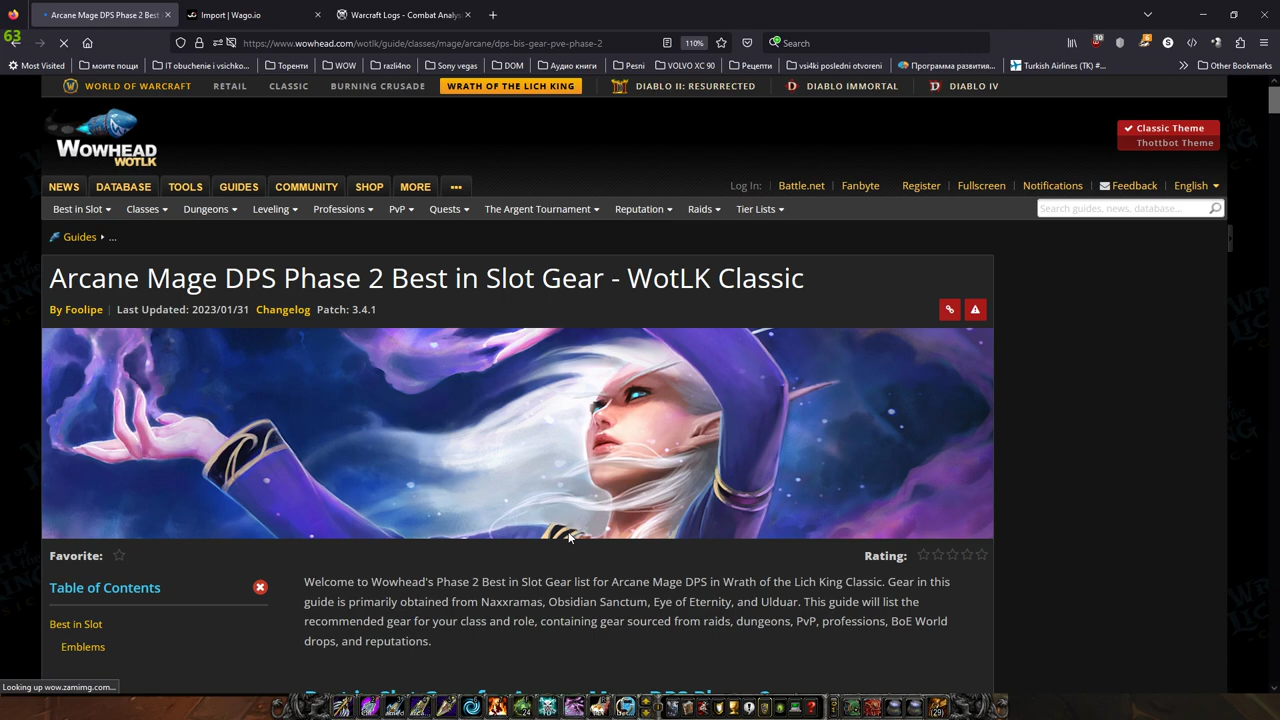 Arcane Mage DPS Phase 2 Best
Import | Wago.io
Warcraft Logs - Combat Analys
63
https://www.wowhead.com/wotlk/guide/classes/mage/arcane/dps-bis-gear-pve-phase-2
110%
Search
10
6
Most Visited
моите пощи
IT obuchenie i vsichko...
Торенти
WOW
razli4no
Sony vegas
DOM
Аудио книги
Pesni
VOLVO XC 90
Рецепти
vsi4ki posledni otvoreni
Програма развития...
Turkish Airlines (TK) #...
Other Bookmarks
WORLD OF WARCRAFT
RETAIL
CLASSIC
BURNING CRUSADE
WRATH OF THE LICH KING
DIABLO II: RESURRECTED
DIABLO IMMORTAL
DIABLO IV
WOWHEAD
WOTLK
Classic Theme
Thottbot Theme
NEWS
DATABASE
TOOLS
GUIDES
COMMUNITY
SHOP
MORE
...
Log In:
Battle.net
Fanbyte
Register
Fullscreen
Notifications
Feedback
English
Best in Slot
Classes
Dungeons
Leveling
Professions
PvP
Quests
The Argent Tournament
Reputation
Raids
Tier Lists
Search guides, news, database...
Guides
...
Arcane Mage DPS Phase 2 Best in Slot Gear - WotLK Classic
By Foolipe | Last Updated: 2023/01/31 Changelog Patch: 3.4.1
Favorite:
Rating:
Table of Contents
Best in Slot
Emblems
Welcome to Wowhead's Phase 2 Best in Slot Gear list for Arcane Mage DPS in Wrath of the Lich King Classic. Gear in this
guide is primarily obtained from Naxxramas, Obsidian Sanctum, Eye of Eternity, and Ulduar. This guide will list the
recommended gear for your class and role, containing gear sourced from raids, dungeons, PvP, professions, BoE World
drops, and reputations.
Looking up wow.zamimg.com...
24
(29)